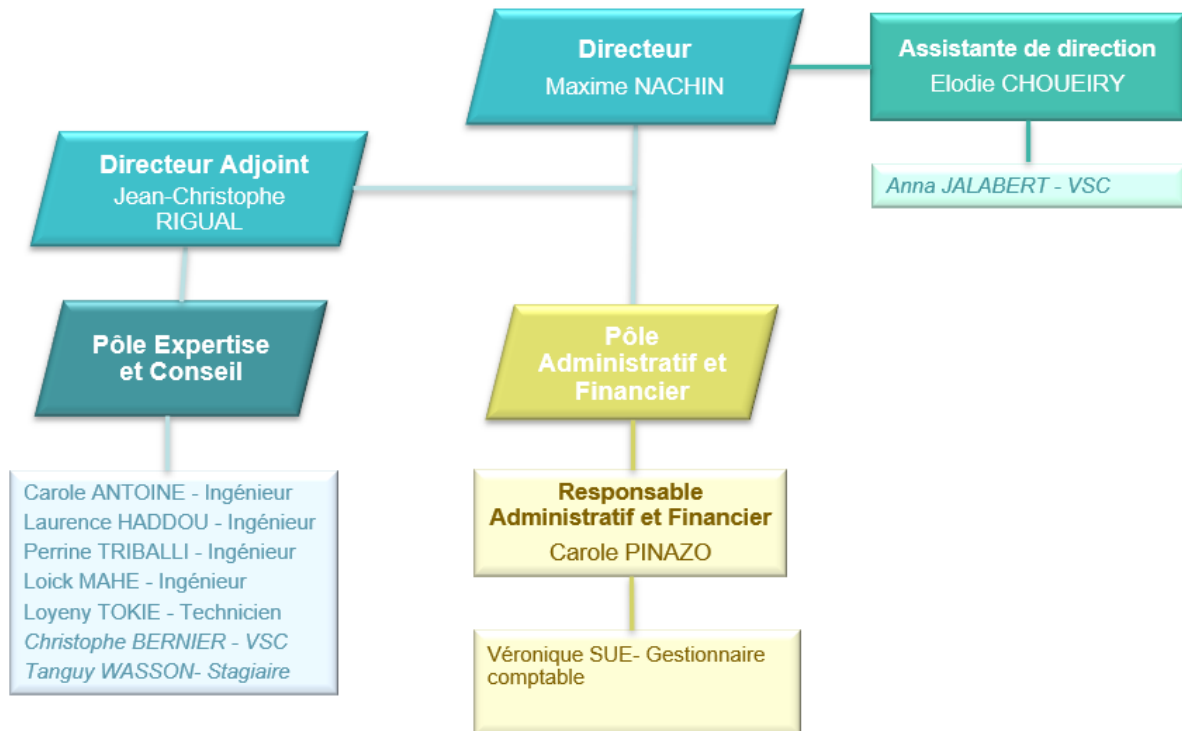 Directeur
Maxime NACHIN
Assistante de direction
Elodie CHOUEIRY
Anna JALABERT - VSC
Directeur Adjoint
Jean-Christophe
RIGUAL
Pôle Expertise
et Conseil
Carole ANTOINE - Ingénieur
Laurence HADDOU - Ingénieur
Perrine TRIBALLI - Ingénieur
Loick MAHE - Ingénieur
Loyeny TOKIE - Technicien
Christophe BERNIER - VSC
Tanguy WASSON- Stagiaire
Pôle
Administratif et
Financier
Responsable
Administratif et Financier
Carole PINAZO
Véronique SUE- Gestionnaire
comptable